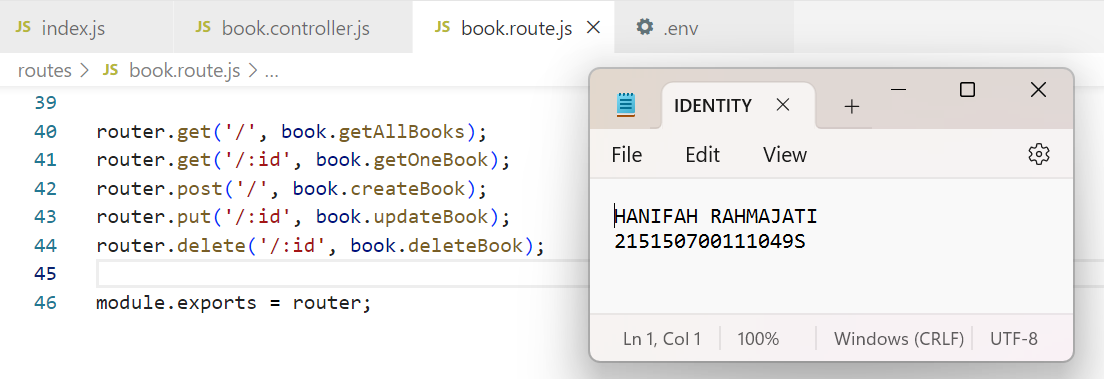 JS index.js
JS book.controller.js
JS book.route.js
.env
routes > JS book.route.js > ...
39
40 router.get('/', book.getAllBooks);
41 router.get('/:id', book.getOneBook);
42 router.post('/', book.createBook);
43 router.put('/:id', book.updateBook);
44 router.delete('/:id', book.deleteBook);
45
46 module.exports = router;
IDENTITY
File Edit View
HANIFAH RAHMAJATI
215150700111049S
Ln 1, Col 1 100% Windows (CRLF) UTF-8